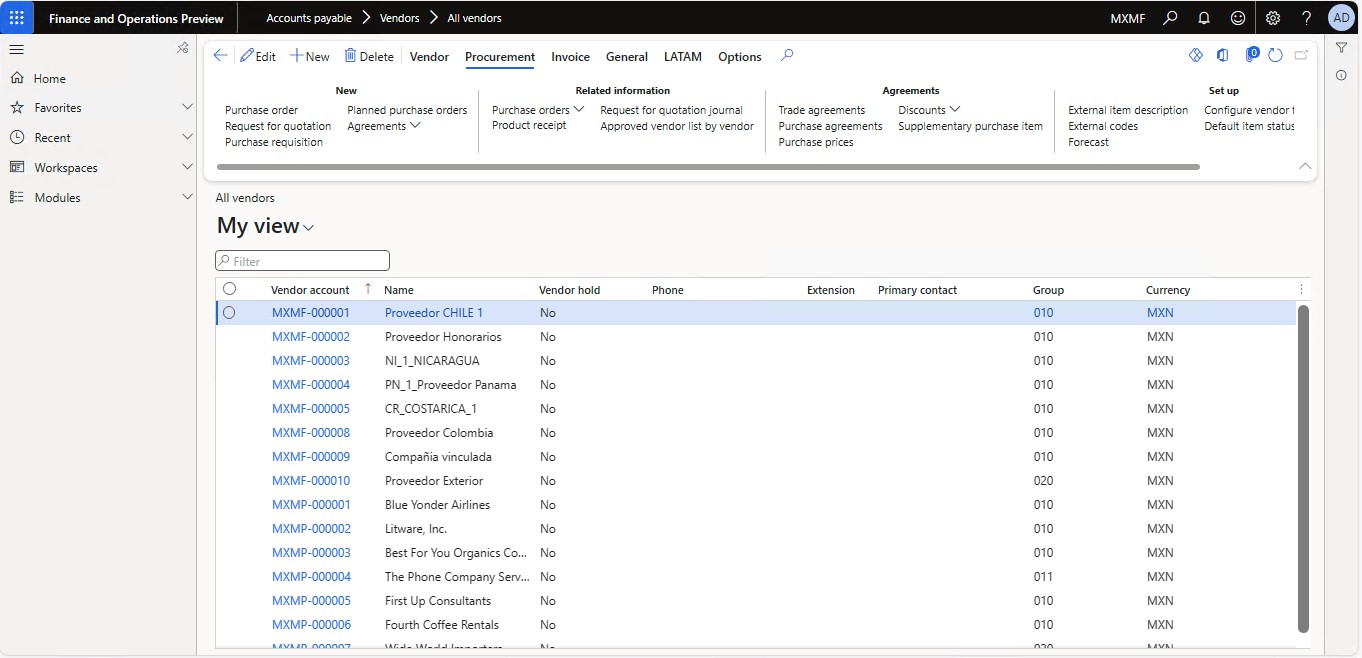 Finance and Operations Preview
Accounts payable Vendors All vendors
MXMF ? AD
Edit New Delete Vendor Procurement Invoice General LATAM Options 0
Home
Favorites
Recent
Workspaces
Modules
New
Purchase order Planned purchase orders
Request for quotation Agreements
Purchase requisition
Related information
Purchase orders Request for quotation journal
Product receipt Approved vendor list by vendor
Agreements
Trade agreements Discounts
Purchase agreements Supplementary purchase item
Purchase prices
Set up
External item description Configure vendor
External codes Default item status
Forecast
All vendors
My view
Filter
Vendor account Name Vendor hold Phone Extension Primary contact Group Currency
MXMF-000001 Proveedor CHILE 1 No 010 MXN
MXMF-000002 Proveedor Honorarios No 010 MXN
MXMF-000003 NI_1_NICARAGUA No 010 MXN
MXMF-000004 PN_1_Proveedor Panama No 010 MXN
MXMF-000005 CR_COSTARICA_1 No 010 MXN
MXMF-000008 Proveedor Colombia No 010 MXN
MXMF-000009 Compañia vinculada No 010 MXN
MXMF-000010 Proveedor Exterior No 020 MXN
MXMP-000001 Blue Yonder Airlines No 010 MXN
MXMP-000002 Litware, Inc. No 010 MXN
MXMP-000003 Best For You Organics Co... No 010 MXN
MXMP-000004 The Phone Company Serv... No 011 MXN
MXMP-000005 First Up Consultants No 010 MXN
MXMP-000006 Fourth Coffee Rentals No 010 MXN
MXMP-000007 Wide World Importers No MXN